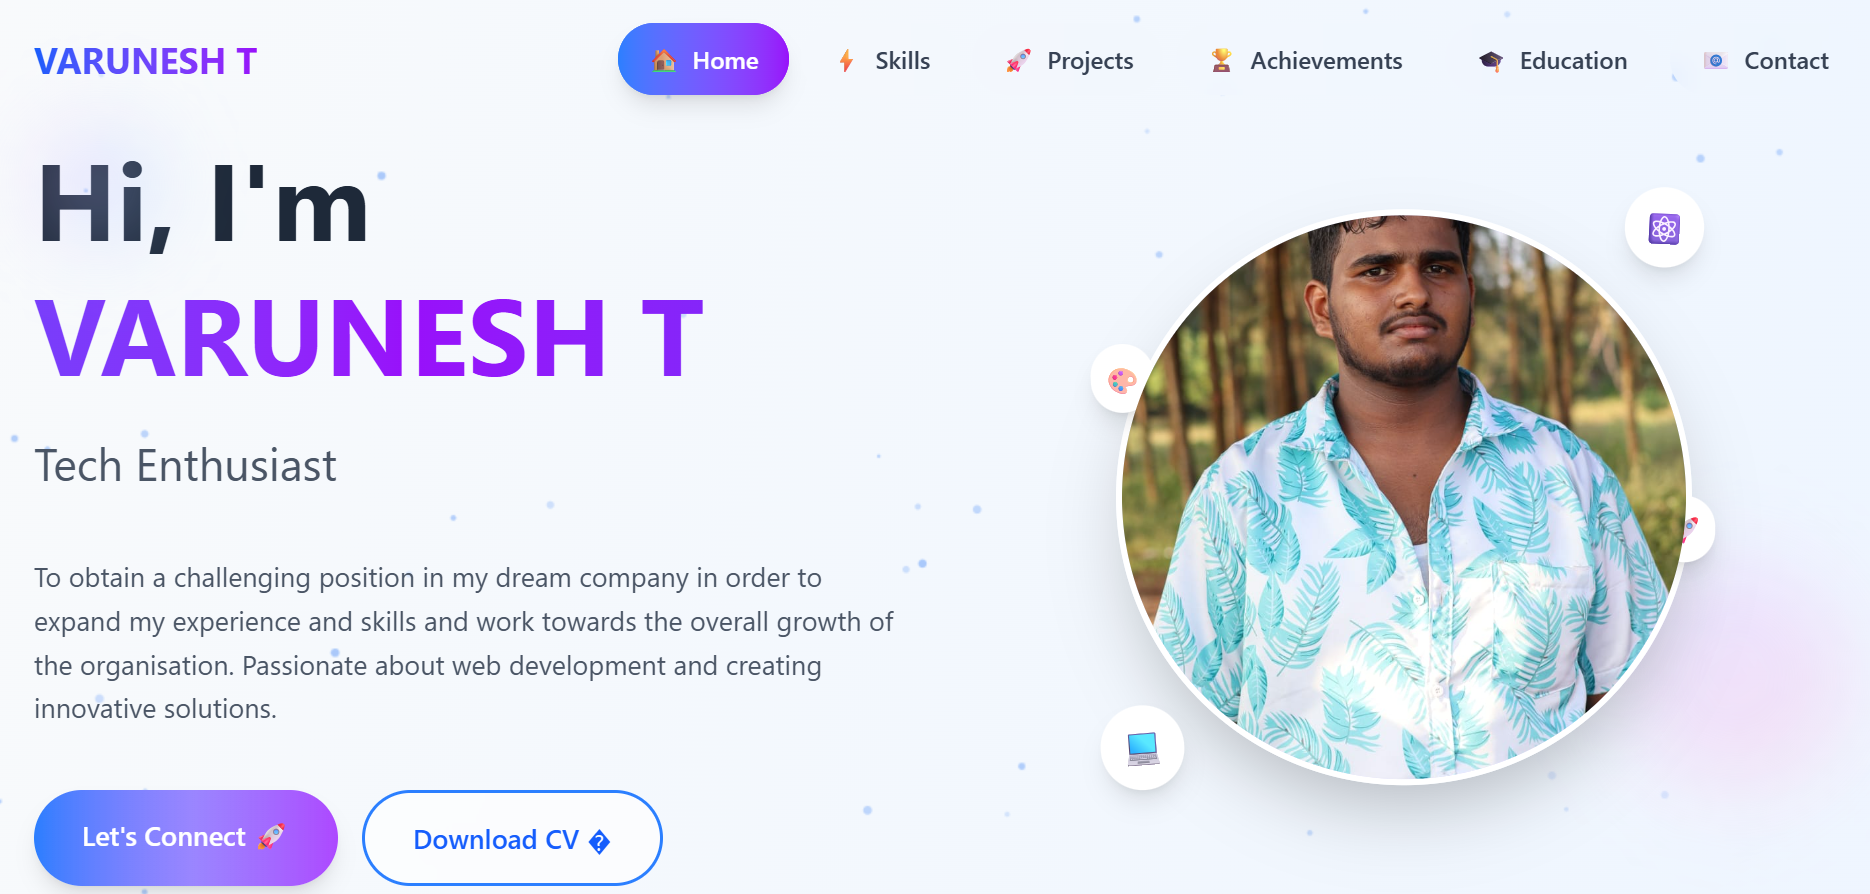 VARUNESH T
🏠 Home
⚡ Skills
🚀 Projects
🏆 Achievements
🎓 Education
📧 Contact
Hi, I'm
VARUNESH T
Tech Enthusiast
To obtain a challenging position in my dream company in order to
expand my experience and skills and work towards the overall growth of
the organisation. Passionate about web development and creating
innovative solutions.
Let's Connect 🚀
Download CV �